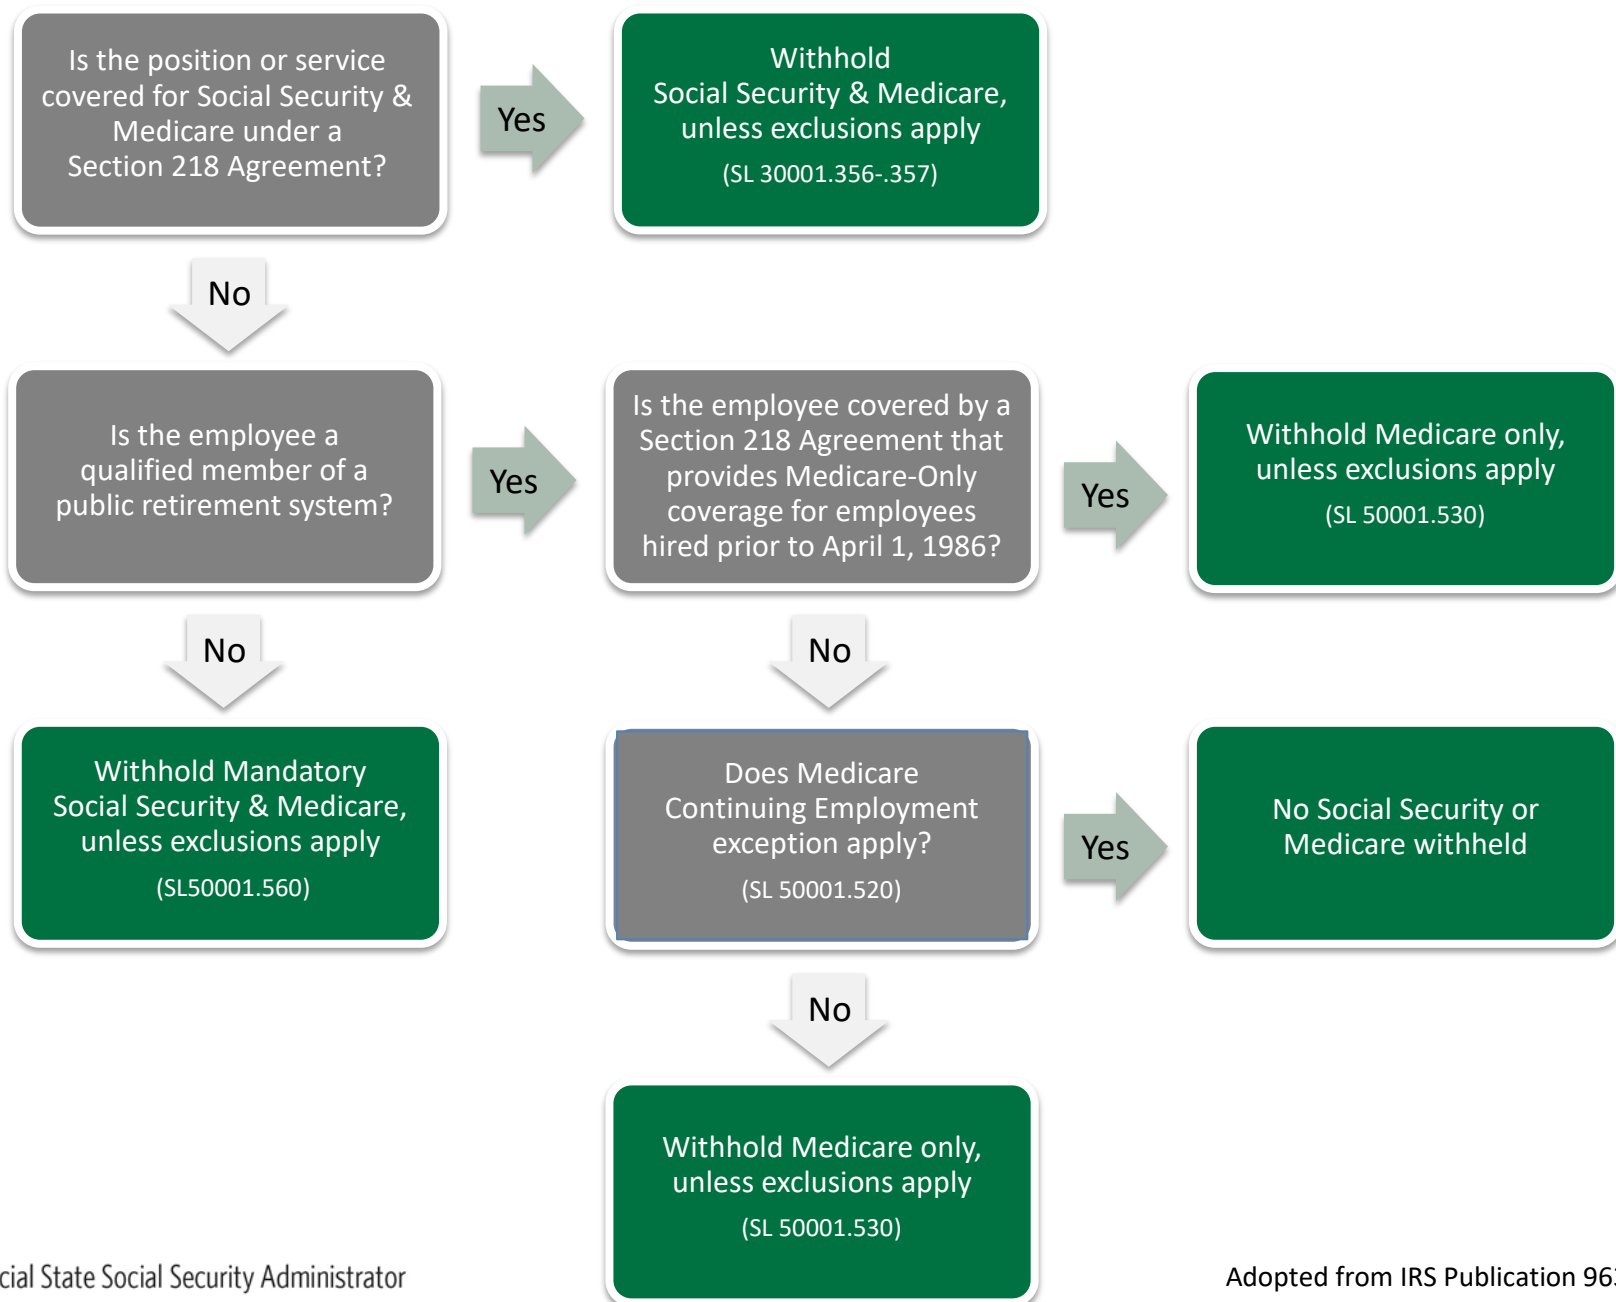 Is the position or service
covered for Social Security &
Medicare under a
Section 218 Agreement?
Yes
Withhold
Social Security & Medicare,
unless exclusions apply
(SL 30001.356-.357)
No
Is the employee a
qualified member of a
public retirement system?
Yes
Is the employee covered by a
Section 218 Agreement that
provides Medicare-Only
coverage for employees
hired prior to April 1, 1986?
Yes
Withhold Medicare only,
unless exclusions apply
(SL 50001.530)
No
No
Withhold Mandatory
Social Security & Medicare,
unless exclusions apply
(SL50001.560)
Does Medicare
Continuing Employment
exception apply?
(SL 50001.520)
Yes
No Social Security or
Medicare withheld
No
Withhold Medicare only,
unless exclusions apply
(SL 50001.530)
State Social Security Administrator
Adopted from IRS Publication 963